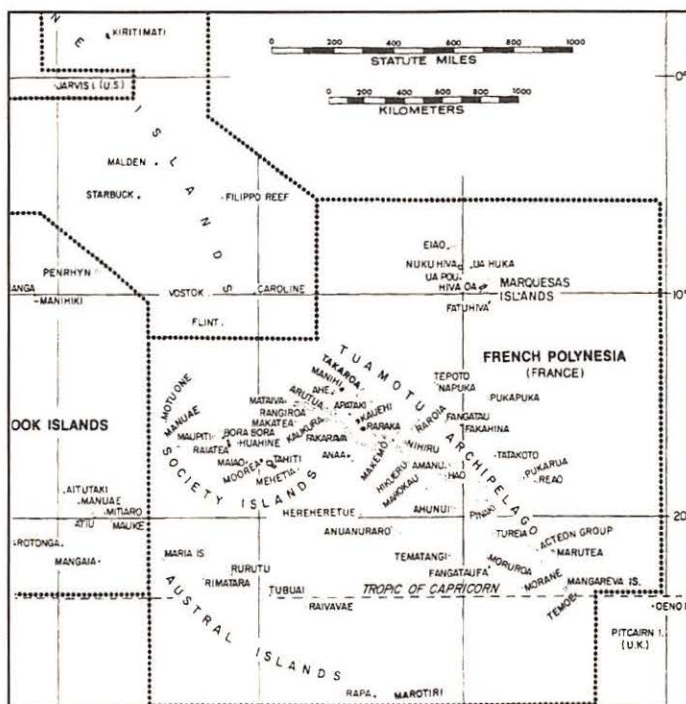 N E
KIRITIMATI
0 200 400 600 800 1000
STATUTE MILES
JARVIS I. (U.S.)
0°
0 200 400 600 800 1000
KILOMETERS
I S L A N D S
MALDEN
STARBUCK
FILIPPO REEF
EIAO
NUKU HIVA
UA HUKA
UA POU
HIVA OA
MARQUESAS
ISLANDS
FATUHIVA
PENRHYN
ANGA
MANIHIKI
VOSTOK
CAROLINE
10°
FLINT
TUAMOTU ARCHIPELAGO
FRENCH POLYNESIA
(FRANCE)
TAKAROA
MANIHI
AHE
TEPOTO
NAPUKA
PUKAPUKA
MOTU ONE
MANUAE
MATAIVA
ARUTUA
APATAKI
RANGIROA
MAKATEA
KAUKURA
KAUEHI
RARAKA
RAROIA
FANGATAU
FAKAHINA
OOK ISLANDS
MAUPITI
BORA BORA
HUAHINE
RAIATEA
FAKARAVA
MAKEMO
NIHIRU
TATAKOTO
MAIAO
TAHITI
MOOREA
MEHETIA
ANAA
HIKUERU
AMANU
HAO
PUKARUA
REAO
SOCIETY ISLANDS
MAROKAU
AITUTAKI
MANUAE
MITIARO
ATIU
MAUKE
HEREHERETUE
AHUNUI
PINAKI
20°
ANUANURARO
TUREIA
ACTEON GROUP
ROTONGA
MANGAIA
MARIA IS
RURUTU
RIMATARA
TEMATANGI
MORUROA
MARUTEA
FANGATAUFA
MORANE
MANGAREVA IS.
TUBUAI
TROPIC OF CAPRICORN
TEMOE
RAIVAVAE
OENO I
AUSTRAL ISLANDS
PITCAIRN I.
(U.K.)
RAPA
MAROTIRI